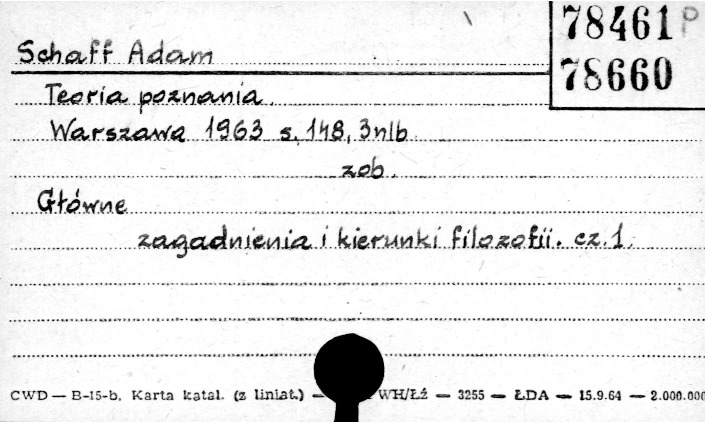 78461 P
78660
Schaff Adam
Teoria poznania.
Warszawa 1963 s. 148, 3nlb.
zob.
Główne
zagadnienia i kierunki filozofii. cz. 1.
CWD — B-15-b. Karta katal. (z liniat.) — WH/Łź — 3255 — ŁDA — 15.9.64 — 2.000.000